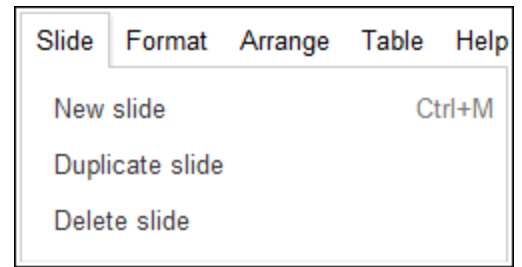 Slide Format Arrange Table Help
New slide Ctrl+M
Duplicate slide
Delete slide